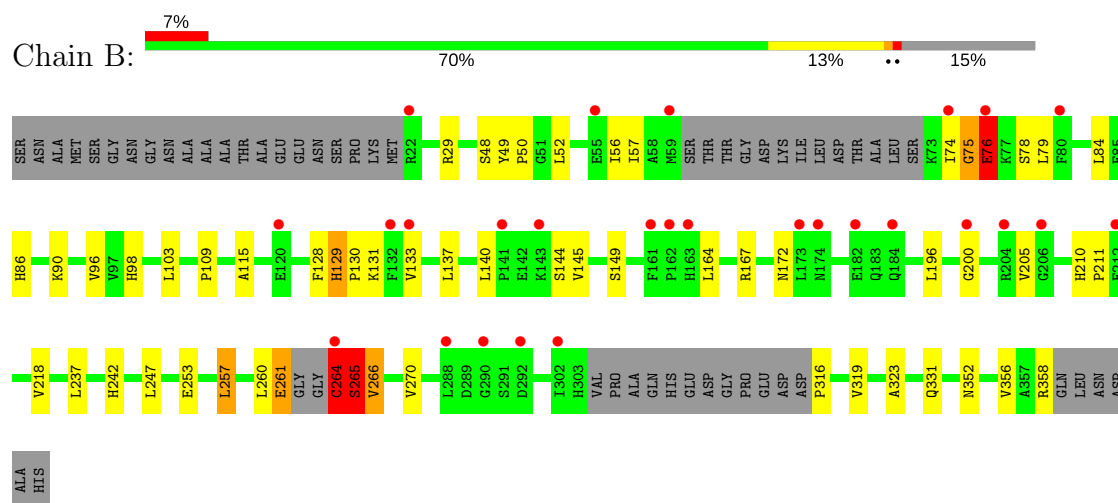 7%
Chain B:
70% 13% •• 15%
SER ASN ALA MET SER GLY ASN GLY ASN ALA ALA ALA THR ALA GLU GLU ASN SER PRO LYS MET R22 R29 S48 Y49 P50 G51 L52 E55 I56 I57 A58 M59 SER THR THR GLY ASP LYS ILE LEU ASP THR ALA LEU SER K73 I74 G75 E76 K77 S78 L79 F80 L84
H86 K90 V96 V97 H98 L103 P109 A115 E120 F128 H129 P130 K131 F132 V133 L137 L140 P141 E142 K143 S144 V145 S149 F161 P162 H163 L164 R167 N172 L173 N174 E182 Q183 Q184 L196 G200 R204 V205 G206 H210 P211
V218 L237 H242 L247 E253 L257 L260 E261 GLY GLY C264 S265 V266 V270 L288 D289 G290 S291 D292 I302 H303 VAL PRO ALA GLN HIS GLU ASP GLY PRO GLU ASP ASP P316 V319 A323 Q331 N352 V356 A357 R358 GLN LEU ASN
ALA HIS